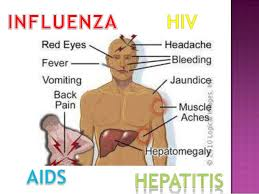 INFLUENZA HIV
Red Eyes Headache
Fever Bleeding
Vomiting Jaundice
Back
Pain
Muscle
Aches
Hepatomegaly
AIDS HEPATITIS